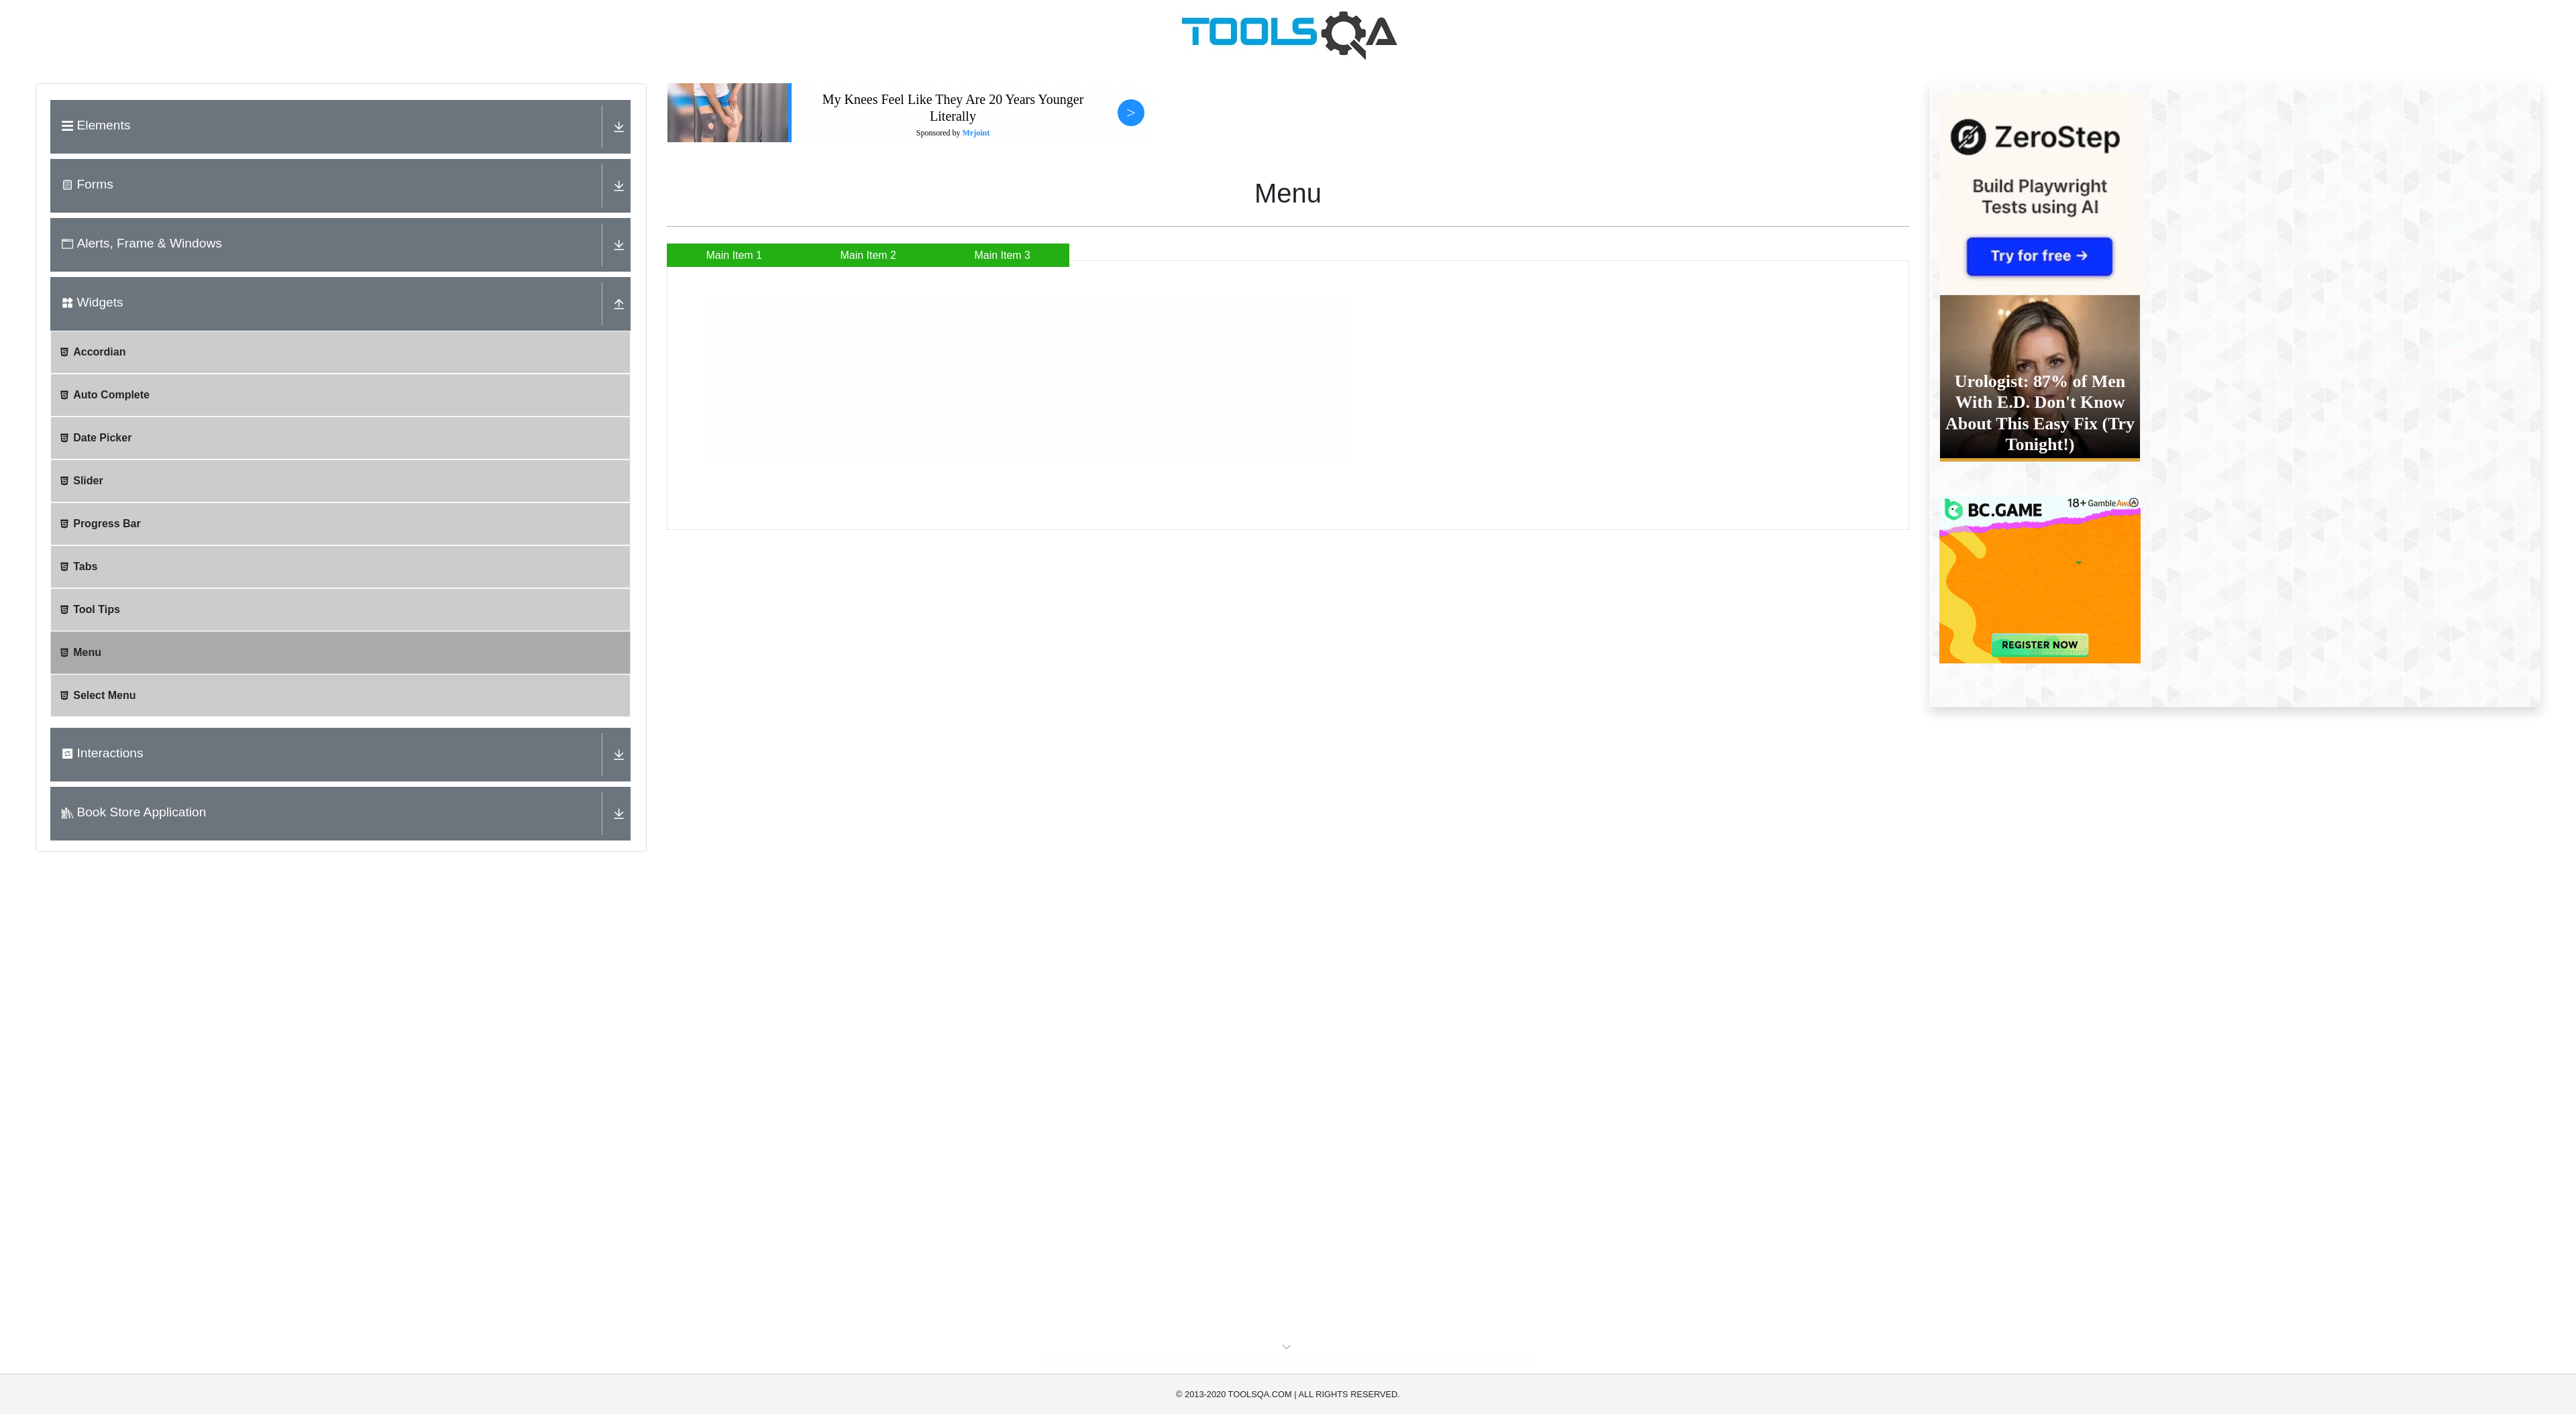 TOOLSQA
Elements
Forms
Alerts, Frame & Windows
Widgets
Accordian
Auto Complete
Date Picker
Slider
Progress Bar
Tabs
Tool Tips
Menu
Select Menu
Interactions
Book Store Application
My Knees Feel Like They Are 20 Years Younger
Literally
Sponsored by Mrjoint
>
Menu
Main Item 1
Main Item 2
Main Item 3
ZeroStep
Build Playwright
Tests using AI
Try for free →
Urologist: 87% of Men
With E.D. Don't Know
About This Easy Fix (Try
Tonight!)
BC.GAME
18+ Gamble
REGISTER NOW
© 2013-2020 TOOLSQA.COM | ALL RIGHTS RESERVED.